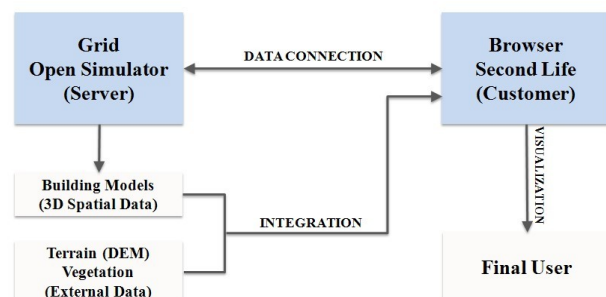 Grid
Open Simulator
(Server)
DATA CONNECTION
Browser
Second Life
(Customer)
VISUALIZATION
Building Models
(3D Spatial Data)
INTEGRATION
Terrain (DEM)
Vegetation
(External Data)
Final User